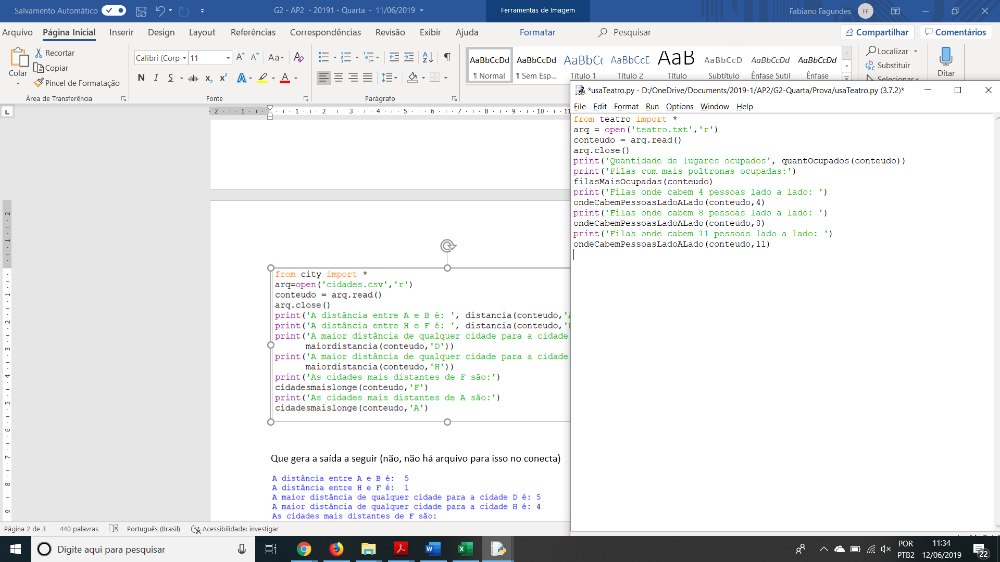 Salvamento Automático
G2 - AP2 - 20191 - Quarta - 11/06/2019
Ferramentas de Imagem
Fabiano Fagundes
FF
Arquivo Página Inicial Inserir Design Layout Referências Correspondências Revisão Exibir Ajuda Formatar Pesquisar
Compartilhar Comentários
Colar
Recortar
Copiar
Pincel de Formatação
Área de Transferência
Calibri (Corp 11
Fonte
Parágrafo
AaBbCcDd AaBbCcDd AaBbC( AaBbCcE AaB AaBbCcD AaBbCcDd AaBbCcDd
¶ Normal ¶ Sem Esp... Título 1 Título 2 Título Subtítulo Ênfase Sutil Ênfase
Localizar
Substituir
Selecionar
Ditar
*usaTeatro.py - D:/OneDrive/Documents/2019-1/AP2/G2-Quarta/Prova/usaTeatro.py (3.7.2)*
File Edit Format Run Options Window Help
from teatro import *
arq = open('teatro.txt','r')
conteudo = arq.read()
arq.close()
print('Quantidade de lugares ocupados', quantOcupados(conteudo))
print('Filas com mais poltronas ocupadas:')
filasMaisOcupadas(conteudo)
print('Filas onde cabem 4 pessoas lado a lado: ')
ondeCabemPessoasLadoALado(conteudo,4)
print('Filas onde cabem 8 pessoas lado a lado: ')
ondeCabemPessoasLadoALado(conteudo,8)
print('Filas onde cabem 11 pessoas lado a lado: ')
ondeCabemPessoasLadoALado(conteudo,11)
2 1 1 2 3 4 5 6 7 8 9 10 11
from city import *
arq=open('cidades.csv','r')
conteudo = arq.read()
arq.close()
print('A distância entre A e B é: ', distancia(conteudo,'
print('A distância entre H e F é: ', distancia(conteudo,'
print('A maior distância de qualquer cidade para a cidade
maiordistancia(conteudo,'D'))
print('A maior distância de qualquer cidade para a cidade
maiordistancia(conteudo,'H'))
print('As cidades mais distantes de F são:')
cidadesmaislonge(conteudo,'F')
print('As cidades mais distantes de A são:')
cidadesmaislonge(conteudo,'A')
Que gera a saída a seguir (não, não há arquivo para isso no conecta)
A distância entre A e B é:  5
A distância entre H e F é:  1
A maior distância de qualquer cidade para a cidade D é: 5
A maior distância de qualquer cidade para a cidade H é: 4
As cidades mais distantes de F são:
Página 2 de 3 440 palavras Português (Brasil) Acessibilidade: investigar
Digite aqui para pesquisar
POR
PTB2
11:34
12/06/2019
22